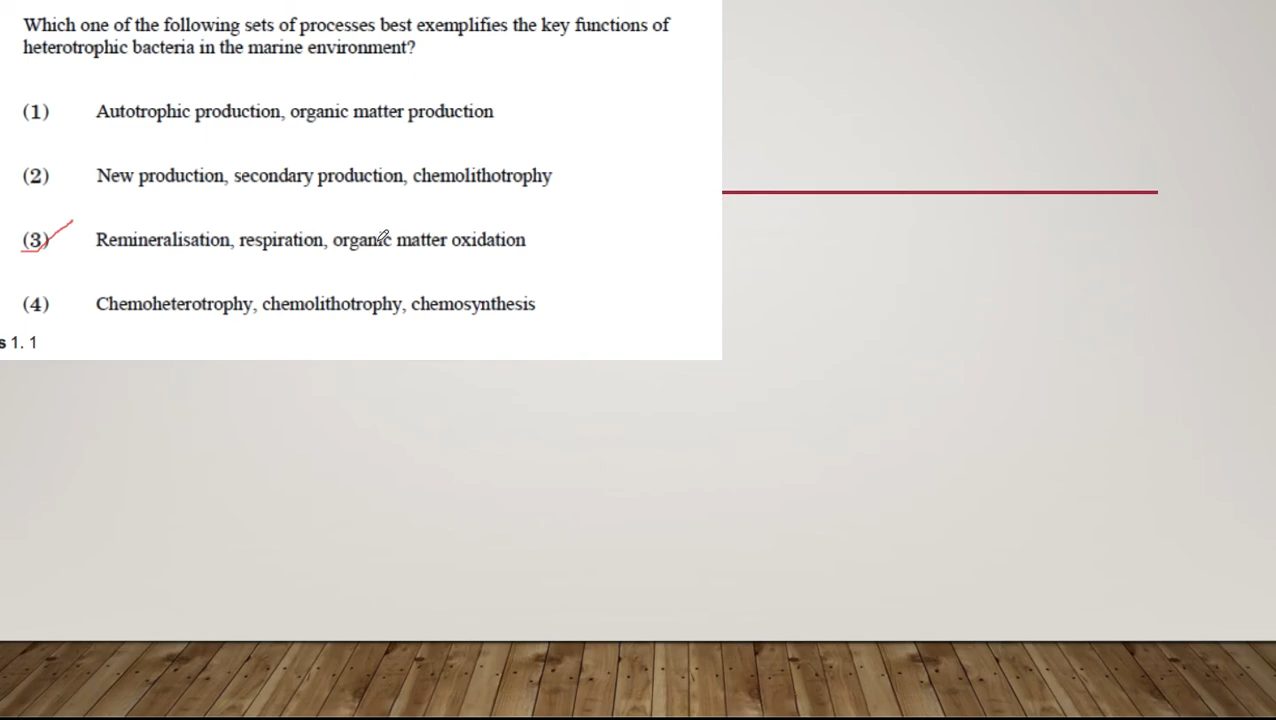 Which one of the following sets of processes best exemplifies the key functions of
heterotrophic bacteria in the marine environment?
(1) Autotrophic production, organic matter production
(2) New production, secondary production, chemolithotrophy
(3) Remineralisation, respiration, organic matter oxidation
(4) Chemoheterotrophy, chemolithotrophy, chemosynthesis
s 1. 1